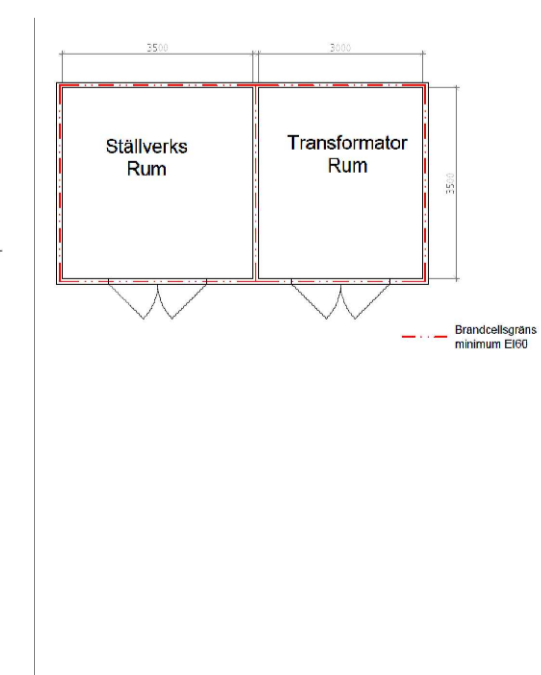 3500
3000
Ställverks
Rum
Transformator
Rum
3500
Brandcellsgräns
minimum EI60